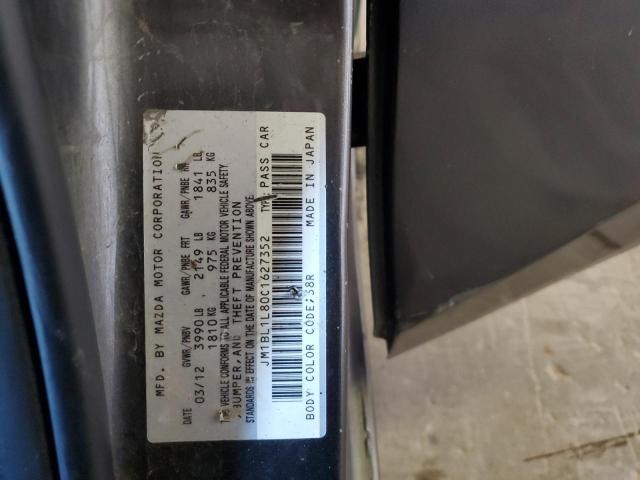 MFD. BY MAZDA MOTOR CORPORATION
DATE GVWR/PNBV GAWR/PNBE FRT GAWR/PNBE RR
03/12 3990 LB 2149 LB 1841 LB
1810 KG 975 KG 835 KG
THIS VEHICLE CONFORMS TO ALL APPLICABLE FEDERAL MOTOR VEHICLE SAFETY
,BUMPER, AND THEFT PREVENTION
STANDARDS IN EFFECT ON THE DATE OF MANUFACTURE SHOWN ABOVE.
JM1BL1L80C1627352 TYPE: PASS CAR
BODY COLOR CODE:38R MADE IN JAPAN